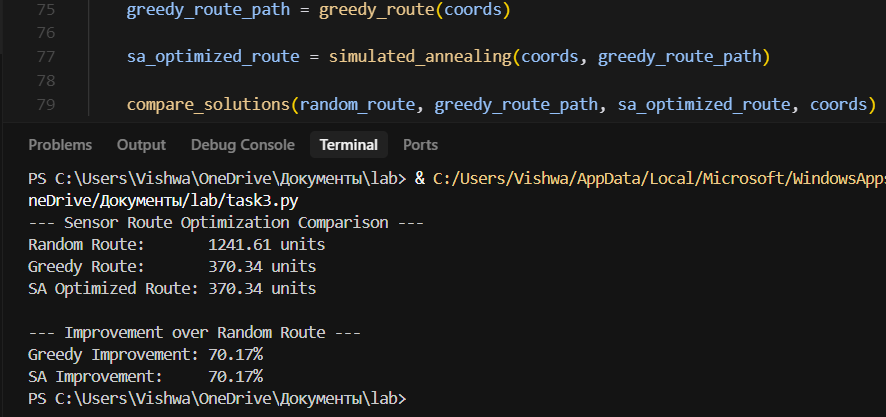 75 greedy_route_path = greedy_route(coords)
76
77 sa_optimized_route = simulated_annealing(coords, greedy_route_path)
78
79 compare_solutions(random_route, greedy_route_path, sa_optimized_route, coords)
Problems Output Debug Console Terminal Ports
PS C:\Users\Vishwa\OneDrive\Документы\lab> & C:/Users/Vishwa/AppData/Local/Microsoft/WindowsApps
neDrive/Документы/lab/task3.py
--- Sensor Route Optimization Comparison ---
Random Route: 1241.61 units
Greedy Route: 370.34 units
SA Optimized Route: 370.34 units
--- Improvement over Random Route ---
Greedy Improvement: 70.17%
SA Improvement: 70.17%
PS C:\Users\Vishwa\OneDrive\Документы\lab>